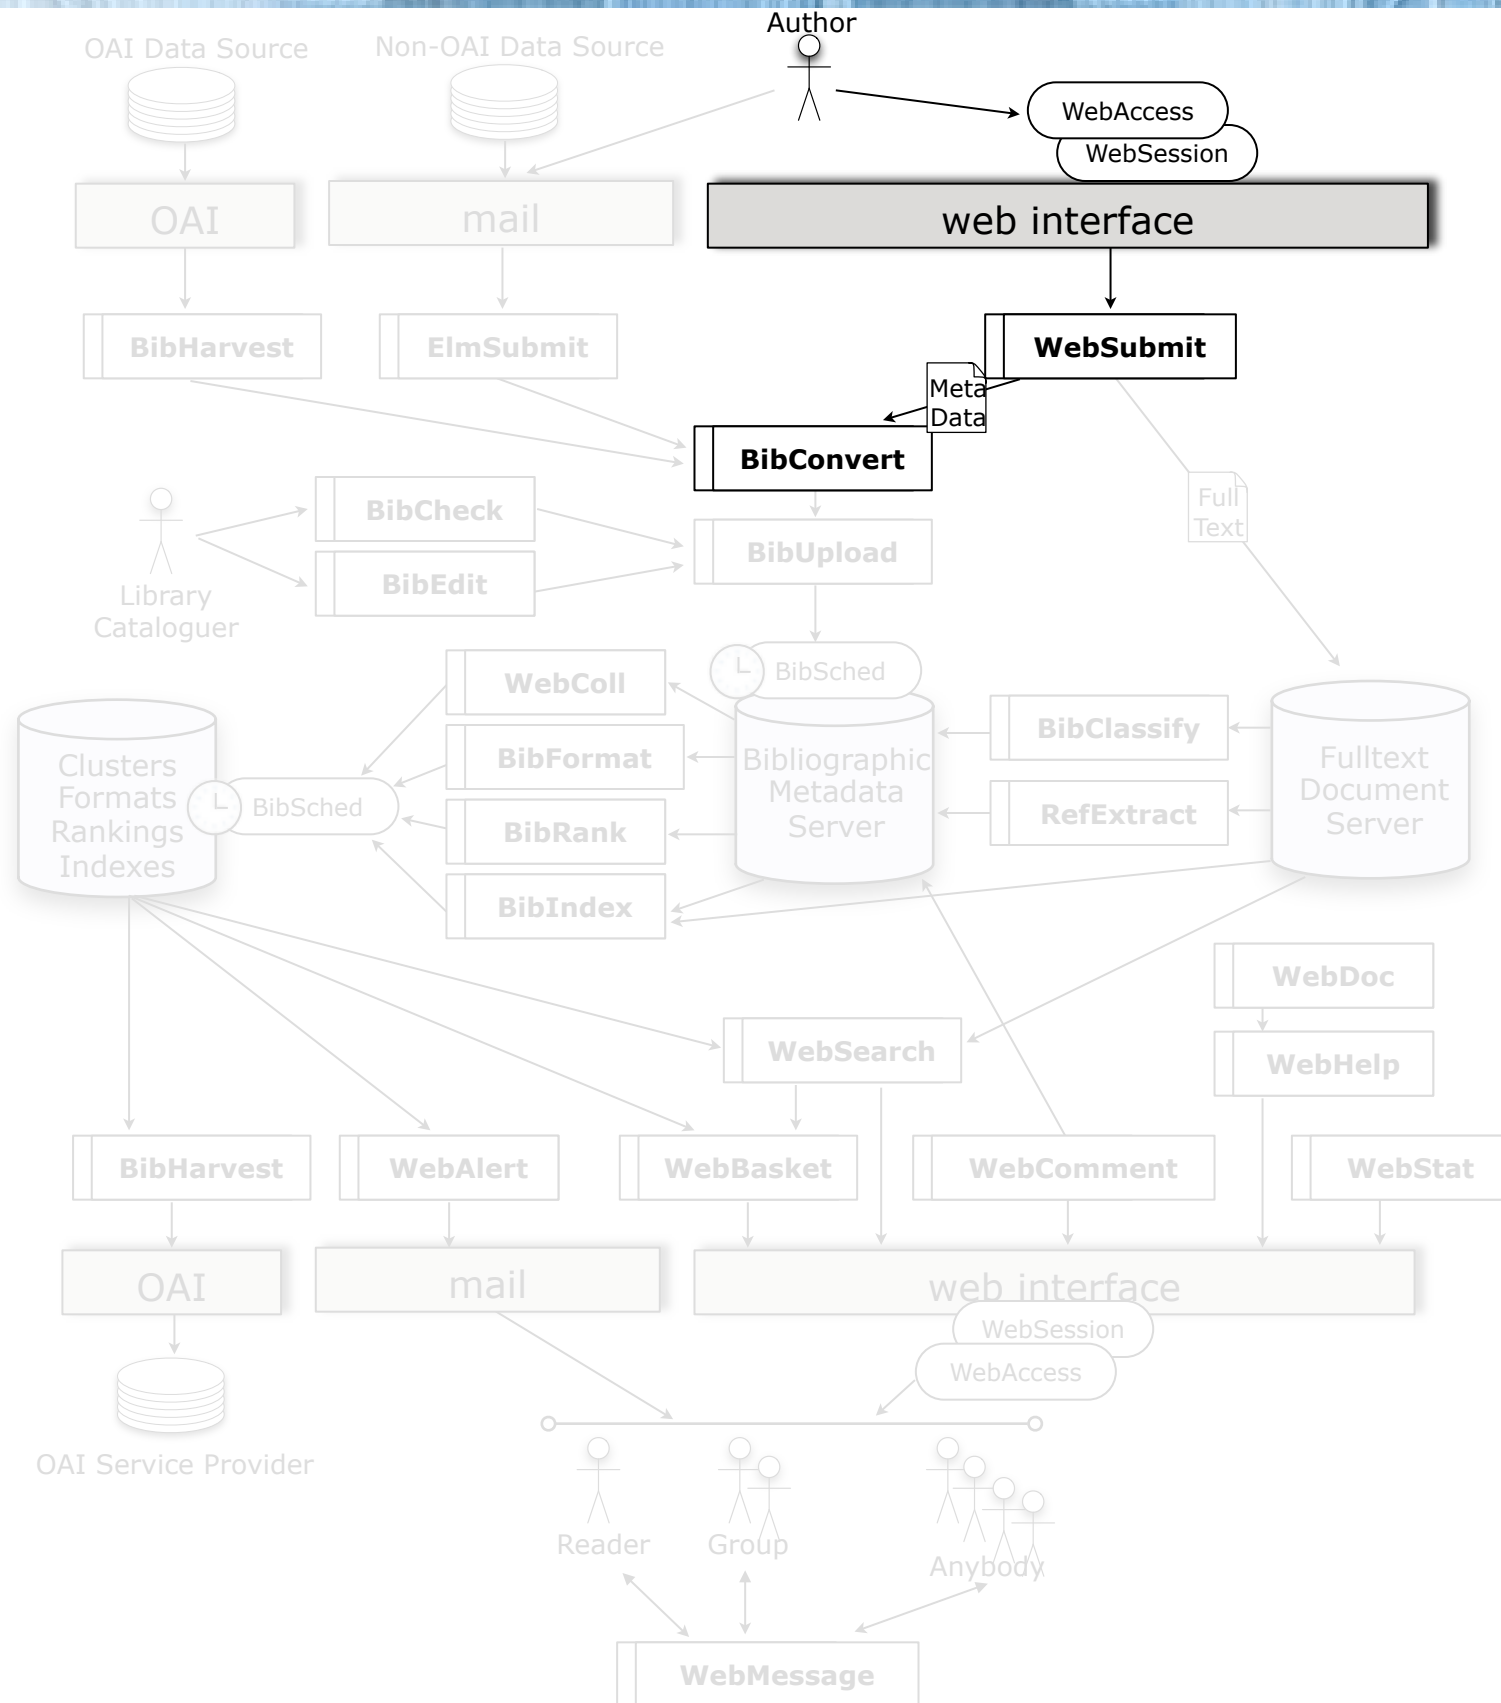 Author
OAI Data Source
Non-OAI Data Source
WebAccess
WebSession
OAI
mail
web interface
BibHarvest
ElmSubmit
WebSubmit
Meta
Data
BibConvert
Full
Text
BibCheck
BibUpload
BibEdit
Library
Cataloguer
BibSched
WebColl
BibClassify
Clusters
Formats
Rankings
Indexes
BibSched
BibFormat
Bibliographic
Metadata
Server
Fulltext
Document
Server
RefExtract
BibRank
BibIndex
WebDoc
WebSearch
WebHelp
BibHarvest
WebAlert
WebBasket
WebComment
WebStat
OAI
mail
web interface
WebSession
WebAccess
OAI Service Provider
Reader
Group
Anybody
WebMessage